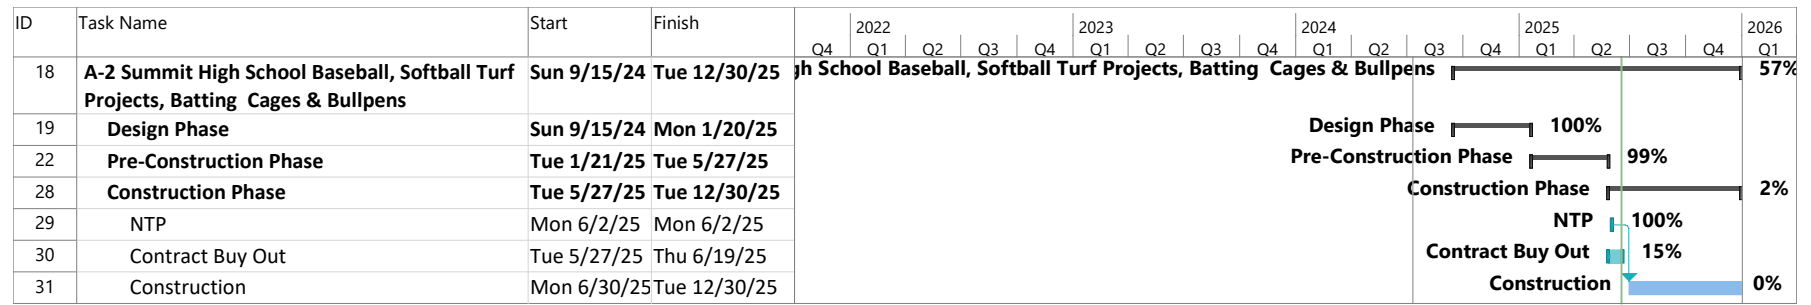 ID Task Name Start Finish 2022 2023 2024 2025 2026
Q4 Q1 Q2 Q3 Q4 Q1 Q2 Q3 Q4 Q1 Q2 Q3 Q4 Q1 Q2 Q3 Q4 Q1
18 A-2 Summit High School Baseball, Softball Turf Sun 9/15/24 Tue 12/30/25 gh School Baseball, Softball Turf Projects, Batting Cages & Bullpens 57%
Projects, Batting Cages & Bullpens
19 Design Phase Sun 9/15/24 Mon 1/20/25 Design Phase 100%
22 Pre-Construction Phase Tue 1/21/25 Tue 5/27/25 Pre-Construction Phase 99%
28 Construction Phase Tue 5/27/25 Tue 12/30/25 Construction Phase 2%
29 NTP Mon 6/2/25 Mon 6/2/25 NTP 100%
30 Contract Buy Out Tue 5/27/25 Thu 6/19/25 Contract Buy Out 15%
31 Construction Mon 6/30/25 Tue 12/30/25 Construction 0%